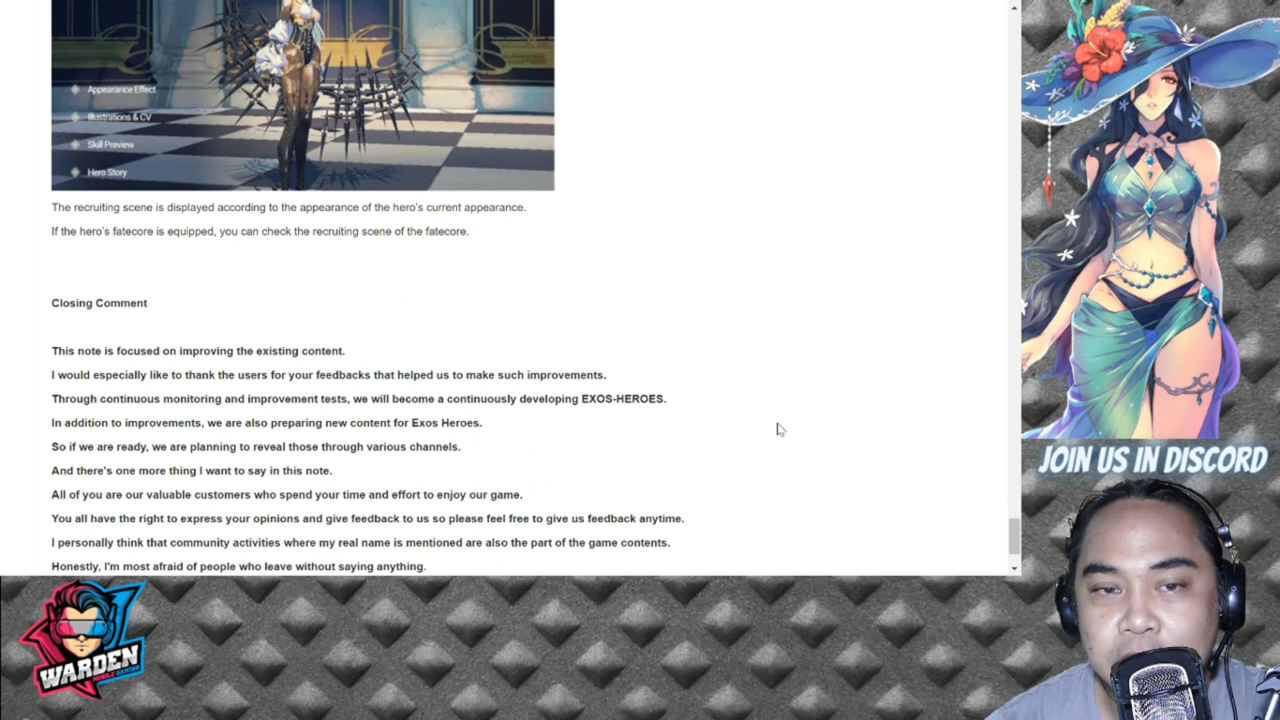 Appearance Effect
Illustrations & CV
Skill Preview
Hero Story
The recruiting scene is displayed according to the appearance of the hero's current appearance.
If the hero's fatecore is equipped, you can check the recruiting scene of the fatecore.
Closing Comment
This note is focused on improving the existing content.
I would especially like to thank the users for your feedbacks that helped us to make such improvements.
Through continuous monitoring and improvement tests, we will become a continuously developing EXOS-HEROES.
In addition to improvements, we are also preparing new content for Exos Heroes.
So if we are ready, we are planning to reveal those through various channels.
And there's one more thing I want to say in this note.
All of you are our valuable customers who spend your time and effort to enjoy our game.
You all have the right to express your opinions and give feedback to us so please feel free to give us feedback anytime.
I personally think that community activities where my real name is mentioned are also the part of the game contents.
Honestly, I'm most afraid of people who leave without saying anything.
JOIN US IN DISCORD
WARDEN
MOBILE GAMING